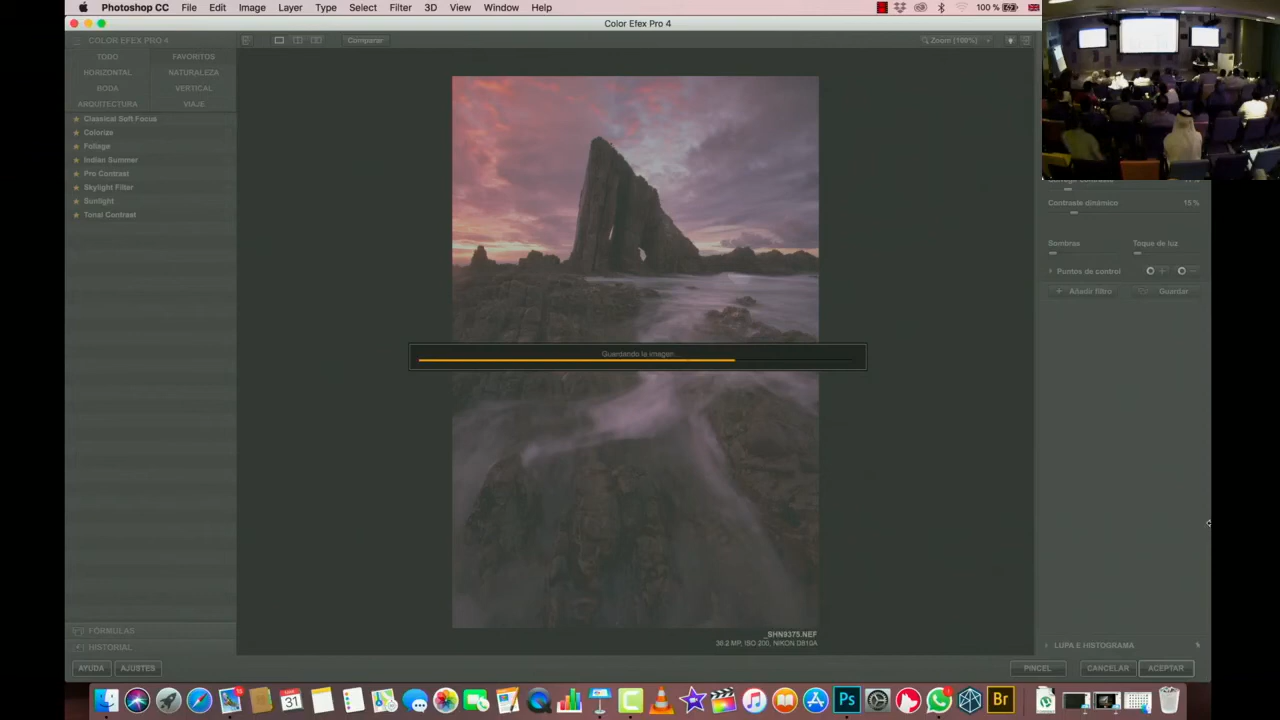 Photoshop CC File Edit Image Layer Type Select Filter 3D View Window Help 100 %
Color Efex Pro 4
COLOR EFEX PRO 4 Comparar Zoom (100%)
TODO FAVORITOS
HORIZONTAL NATURALEZA
BODA VERTICAL
ARQUITECTURA VIAJE
Classical Soft Focus
Colorize
Foliage
Indian Summer
Pro Contrast
Skylight Filter
Sunlight
Tonal Contrast
Contraste dinámico 15 %
Sombras Toque de luz
Puntos de control
Añadir filtro Guardar
Guardando la imagen...
_SHN9375.NEF
36.2 MP, ISO 200, NIKON D810A
FÓRMULAS
HISTORIAL
LUPA E HISTOGRAMA
AYUDA AJUSTES PINCEL CANCELAR ACEPTAR
31 Ps Br